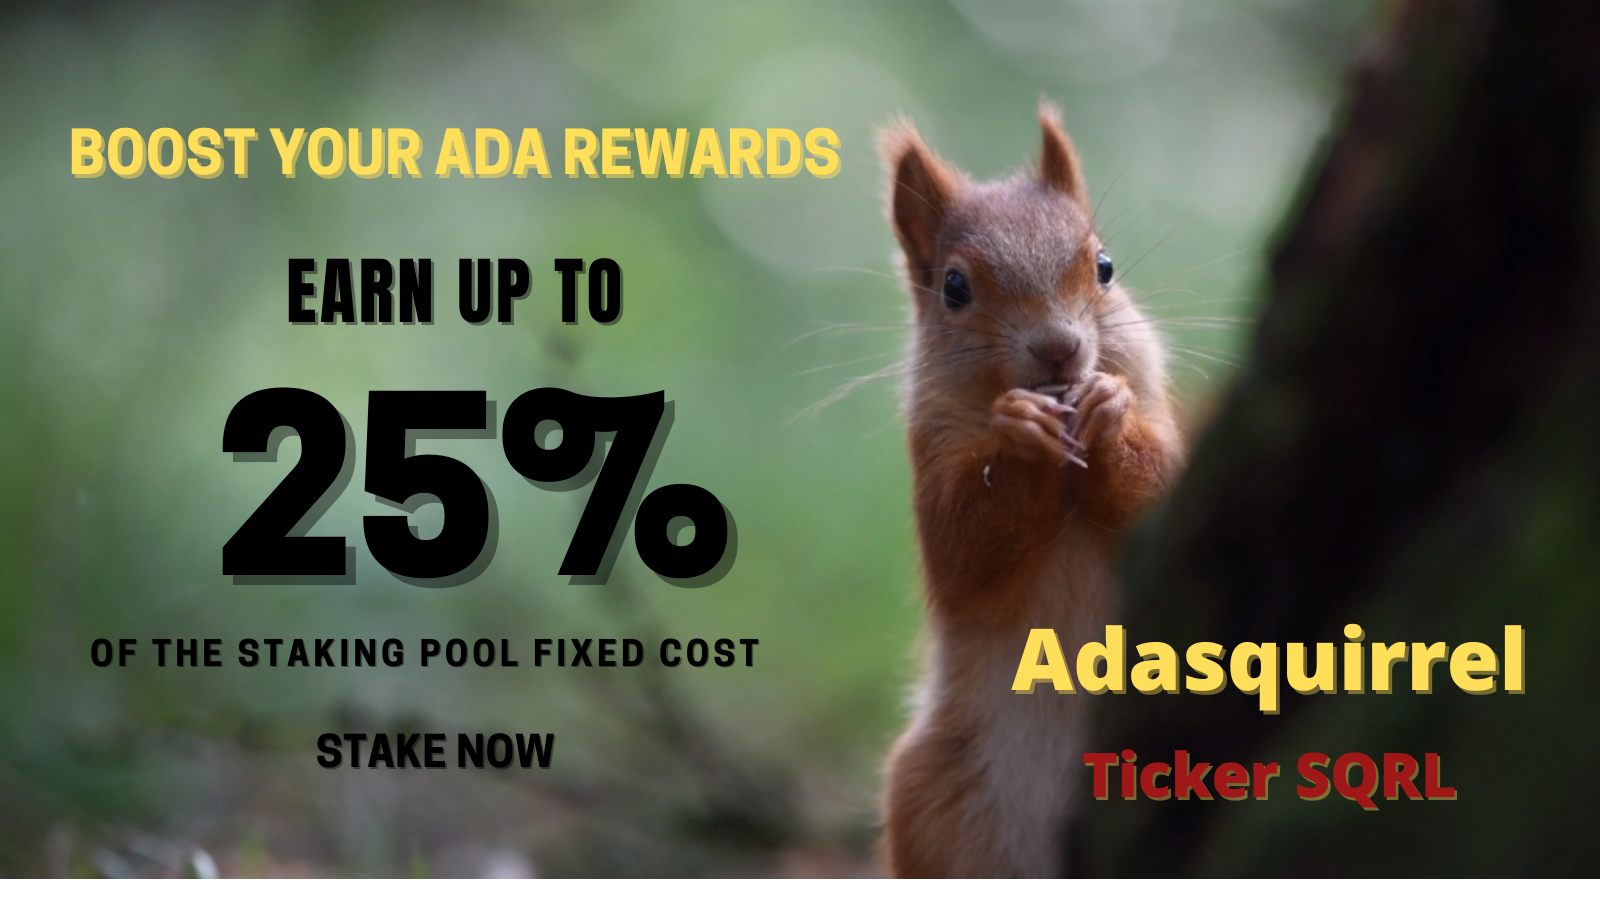 BOOST YOUR ADA REWARDS
EARN UP TO
25%
OF THE STAKING POOL FIXED COST
STAKE NOW
Adasquirrel
Ticker SQRL